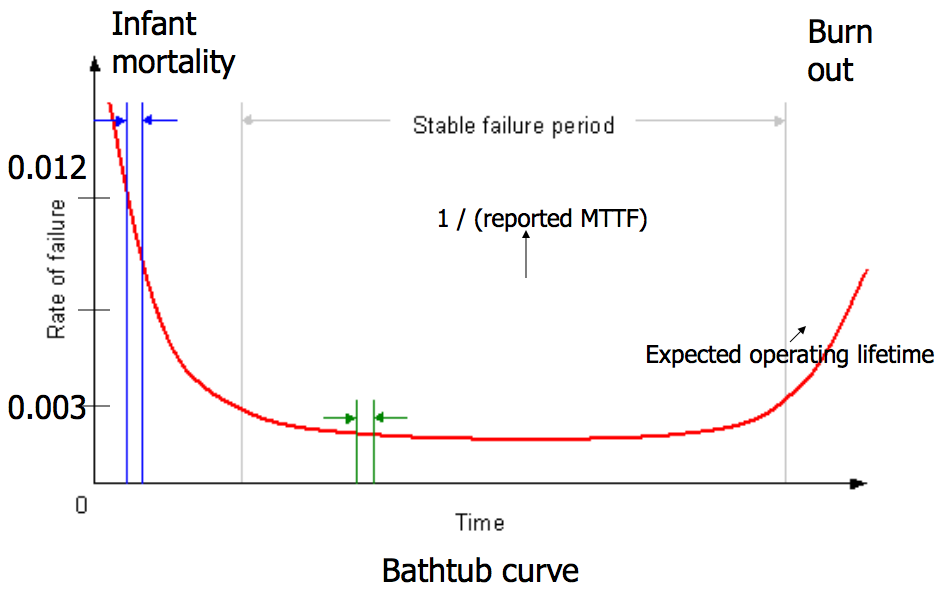 Infant
mortality
Burn
out
Stable failure period
0.012
Rate of failure
1 / (reported MTTF)
Expected operating lifetime
0.003
0
Time
Bathtub curve